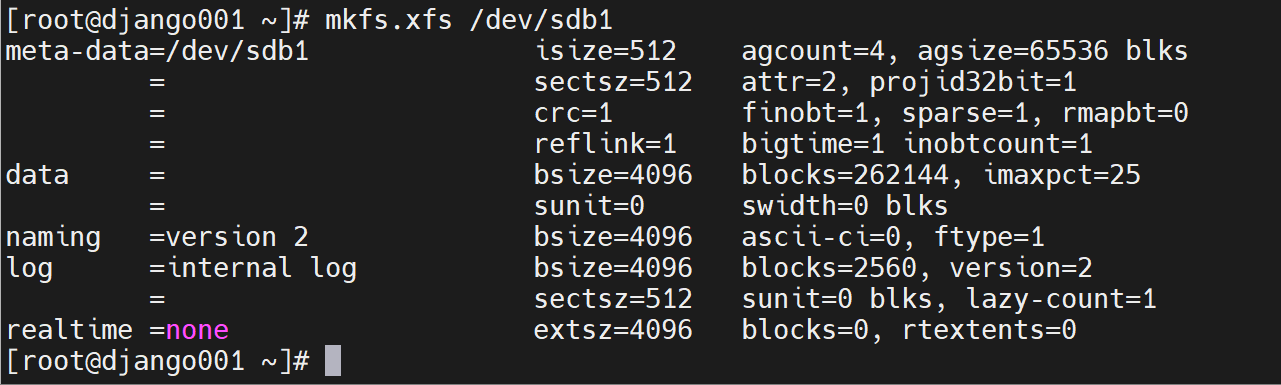 [root@django001 ~]# mkfs.xfs /dev/sdb1
meta-data=/dev/sdb1              isize=512    agcount=4, agsize=65536 blks
         =                       sectsz=512   attr=2, projid32bit=1
         =                       crc=1        finobt=1, sparse=1, rmapbt=0
         =                       reflink=1    bigtime=1 inobtcount=1
data     =                       bsize=4096   blocks=262144, imaxpct=25
         =                       sunit=0      swidth=0 blks
naming   =version 2              bsize=4096   ascii-ci=0, ftype=1
log      =internal log           bsize=4096   blocks=2560, version=2
         =                       sectsz=512   sunit=0 blks, lazy-count=1
realtime =none                   extsz=4096   blocks=0, rtextents=0
[root@django001 ~]#